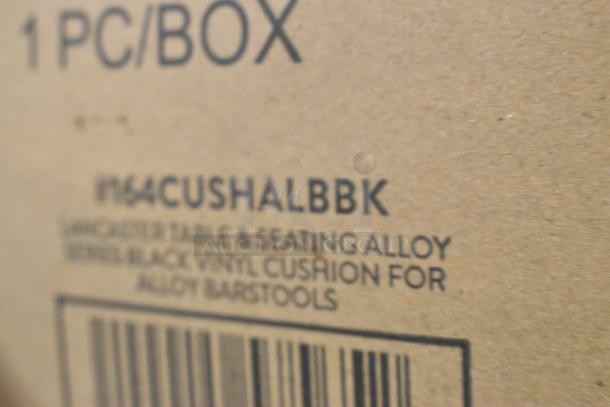 1 PC/BOX
#164CUSHALBBK
LANCASTER TABLE & SEATING ALLOY
SERIES BLACK VINYL CUSHION FOR
ALLOY BARSTOOLS